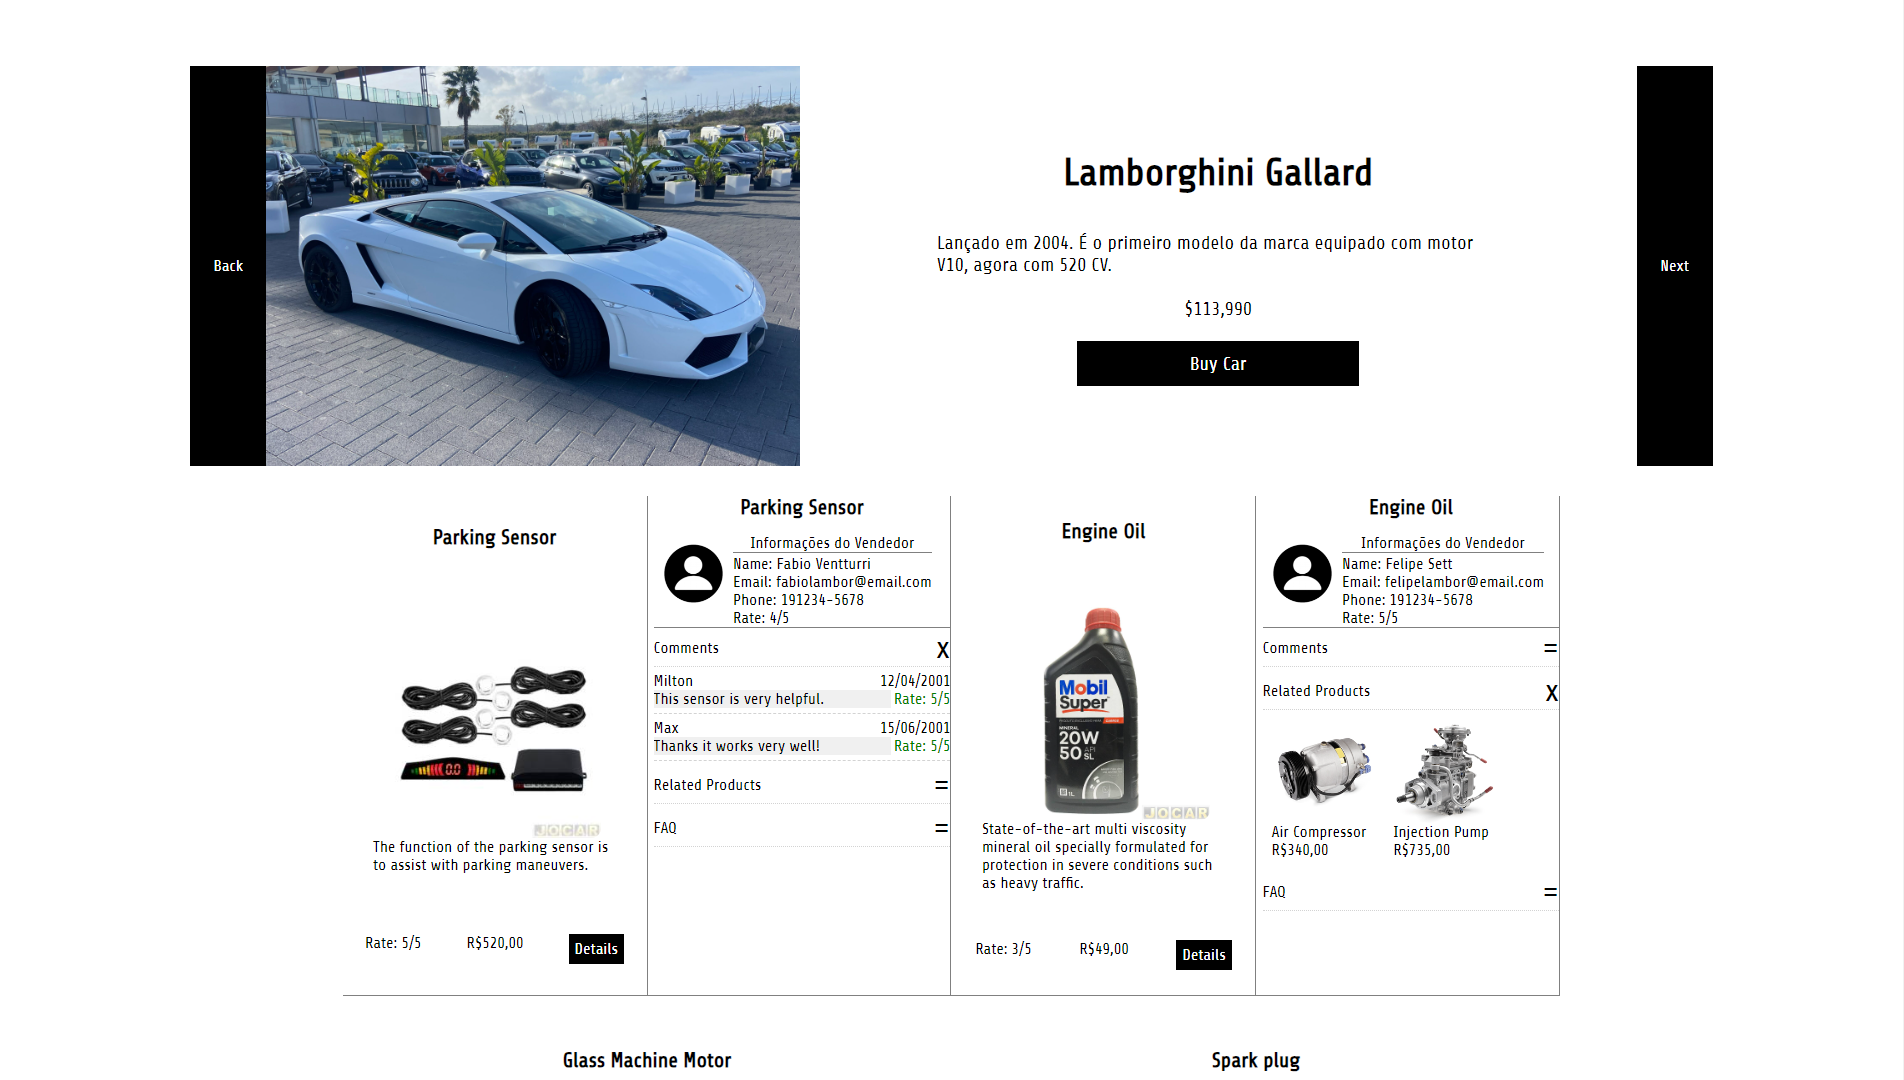 Back
Lamborghini Gallard
Lançado em 2004. É o primeiro modelo da marca equipado com motor
V10, agora com 520 CV.
$113,990
Buy Car
Next
Parking Sensor
JOCAR
The function of the parking sensor is
to assist with parking maneuvers.
Rate: 5/5
R$520,00
Details
Parking Sensor
Informações do Vendedor
Name: Fabio Ventturri
Email: fabiolambor@email.com
Phone: 191234-5678
Rate: 4/5
Comments X
Milton 12/04/2001
This sensor is very helpful. Rate: 5/5
Max 15/06/2001
Thanks it works very well! Rate: 5/5
Related Products =
FAQ =
Engine Oil
Mobil
Super
MINERAL
20W
50 API
SL
1L
JOCAR
State-of-the-art multi viscosity
mineral oil specially formulated for
protection in severe conditions such
as heavy traffic.
Rate: 3/5
R$49,00
Details
Engine Oil
Informações do Vendedor
Name: Felipe Sett
Email: felipelambor@email.com
Phone: 191234-5678
Rate: 5/5
Comments =
Related Products X
Air Compressor
R$340,00
Injection Pump
R$735,00
FAQ =
Glass Machine Motor
Spark plug